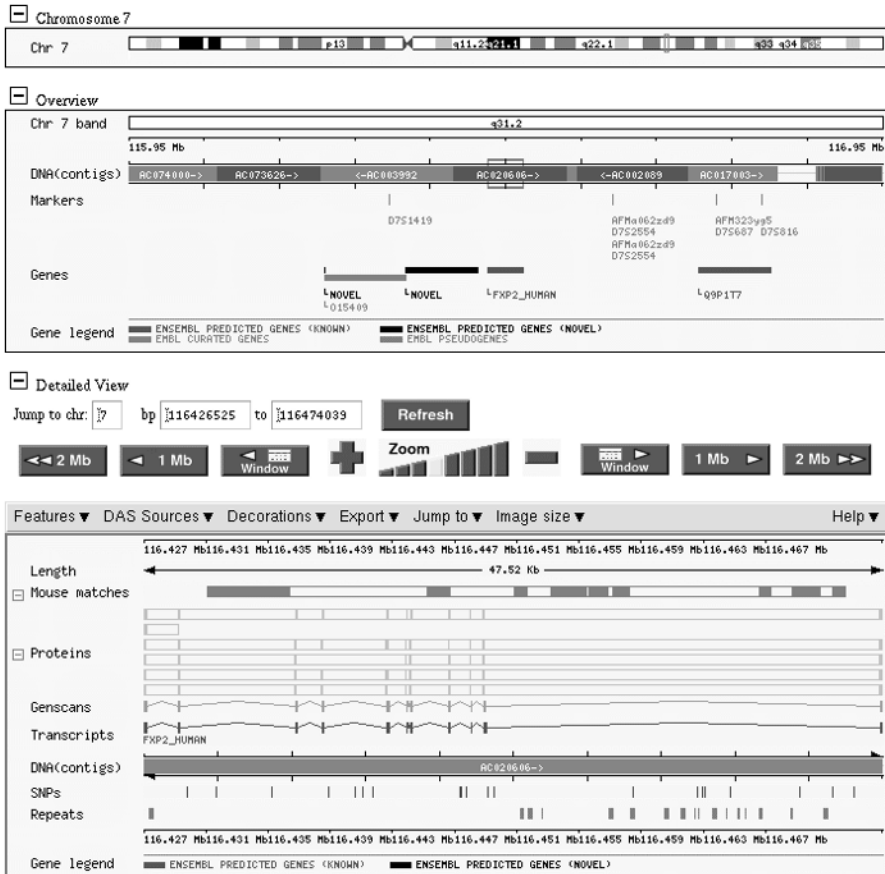 Chromosome 7
Chr 7 p13 q11.23 q21.1 q22.1 q33 q34 q35
Overview
Chr 7 band q31.2
115.95 Mb 116.95 Mb
DNA(contigs) AC074000-> AC073626-> <-AC003992 AC020606-> <-AC002089 AC017003->
Markers
D7S1419 AFMa062zd9 AFM323yg5
D7S2554 D7S687 D7S816
AFMa062zd9
D7S2554
Genes
NOVEL NOVEL FXP2_HUMAN Q9P1T7
O15409
Gene legend ENSEMBL PREDICTED GENES (KNOWN) ENSEMBL PREDICTED GENES (NOVEL)
EMBL CURATED GENES EMBL PSEUDOGENES
Detailed View
Jump to chr: 7 bp 116426525 to 116474039 Refresh
2 Mb 1 Mb Window Zoom Window 1 Mb 2 Mb
Features DAS Sources Decorations Export Jump to Image size Help
116.427 Mb116.431 Mb116.435 Mb116.439 Mb116.443 Mb116.447 Mb116.451 Mb116.455 Mb116.459 Mb116.463 Mb116.467 Mb
Length 47.52 Kb
Mouse matches
Proteins
Genscans
Transcripts
FXP2_HUMAN
DNA(contigs) AC020606->
SNPs
Repeats
116.427 Mb116.431 Mb116.435 Mb116.439 Mb116.443 Mb116.447 Mb116.451 Mb116.455 Mb116.459 Mb116.463 Mb116.467 Mb
Gene legend ENSEMBL PREDICTED GENES (KNOWN) ENSEMBL PREDICTED GENES (NOVEL)